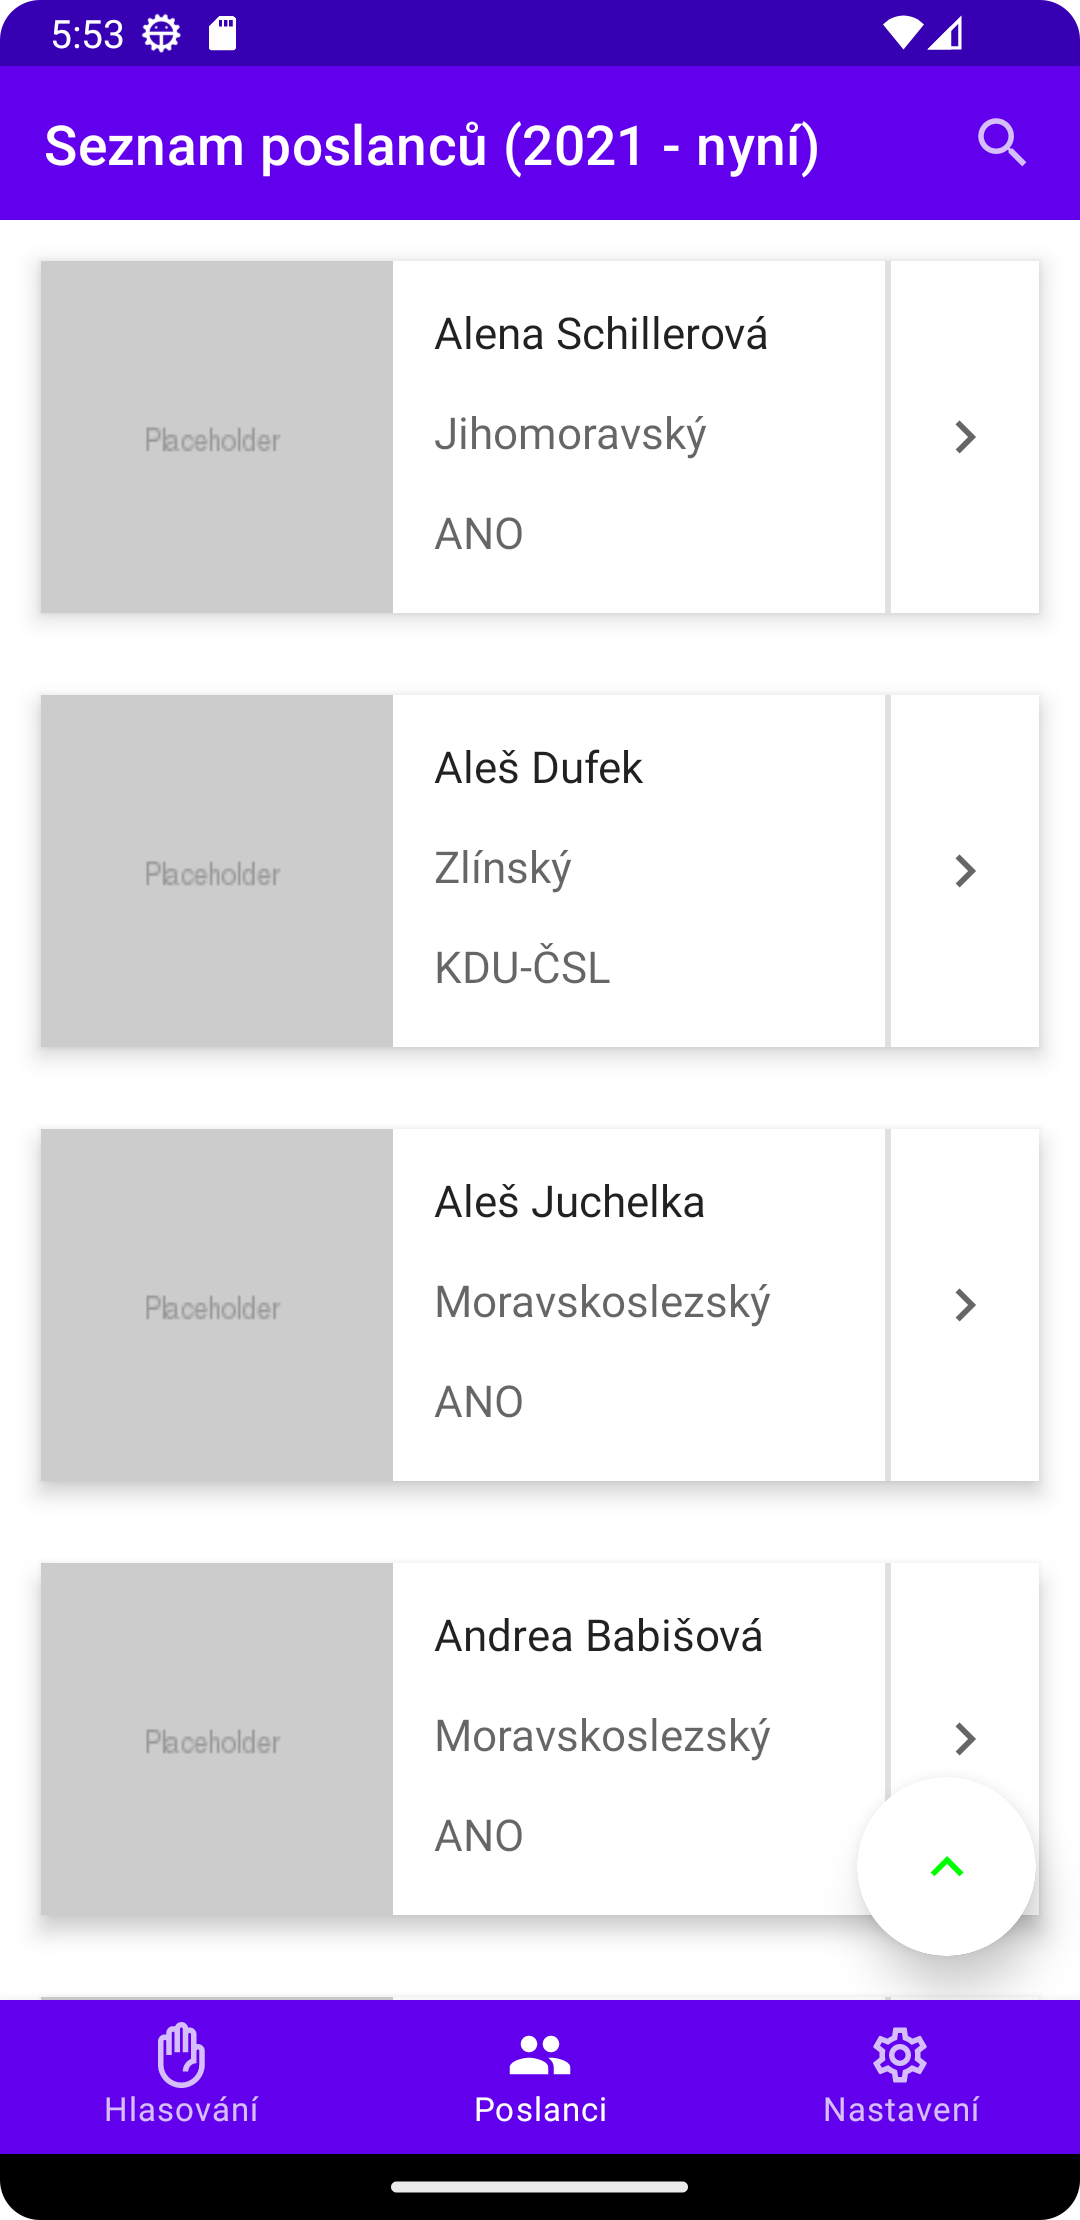 5:53
Seznam poslanců (2021 - nyní)
Placeholder
Alena Schillerová
Jihomoravský
ANO
Placeholder
Aleš Dufek
Zlínský
KDU-ČSL
Placeholder
Aleš Juchelka
Moravskoslezský
ANO
Placeholder
Andrea Babišová
Moravskoslezský
ANO
Hlasování
Poslanci
Nastavení